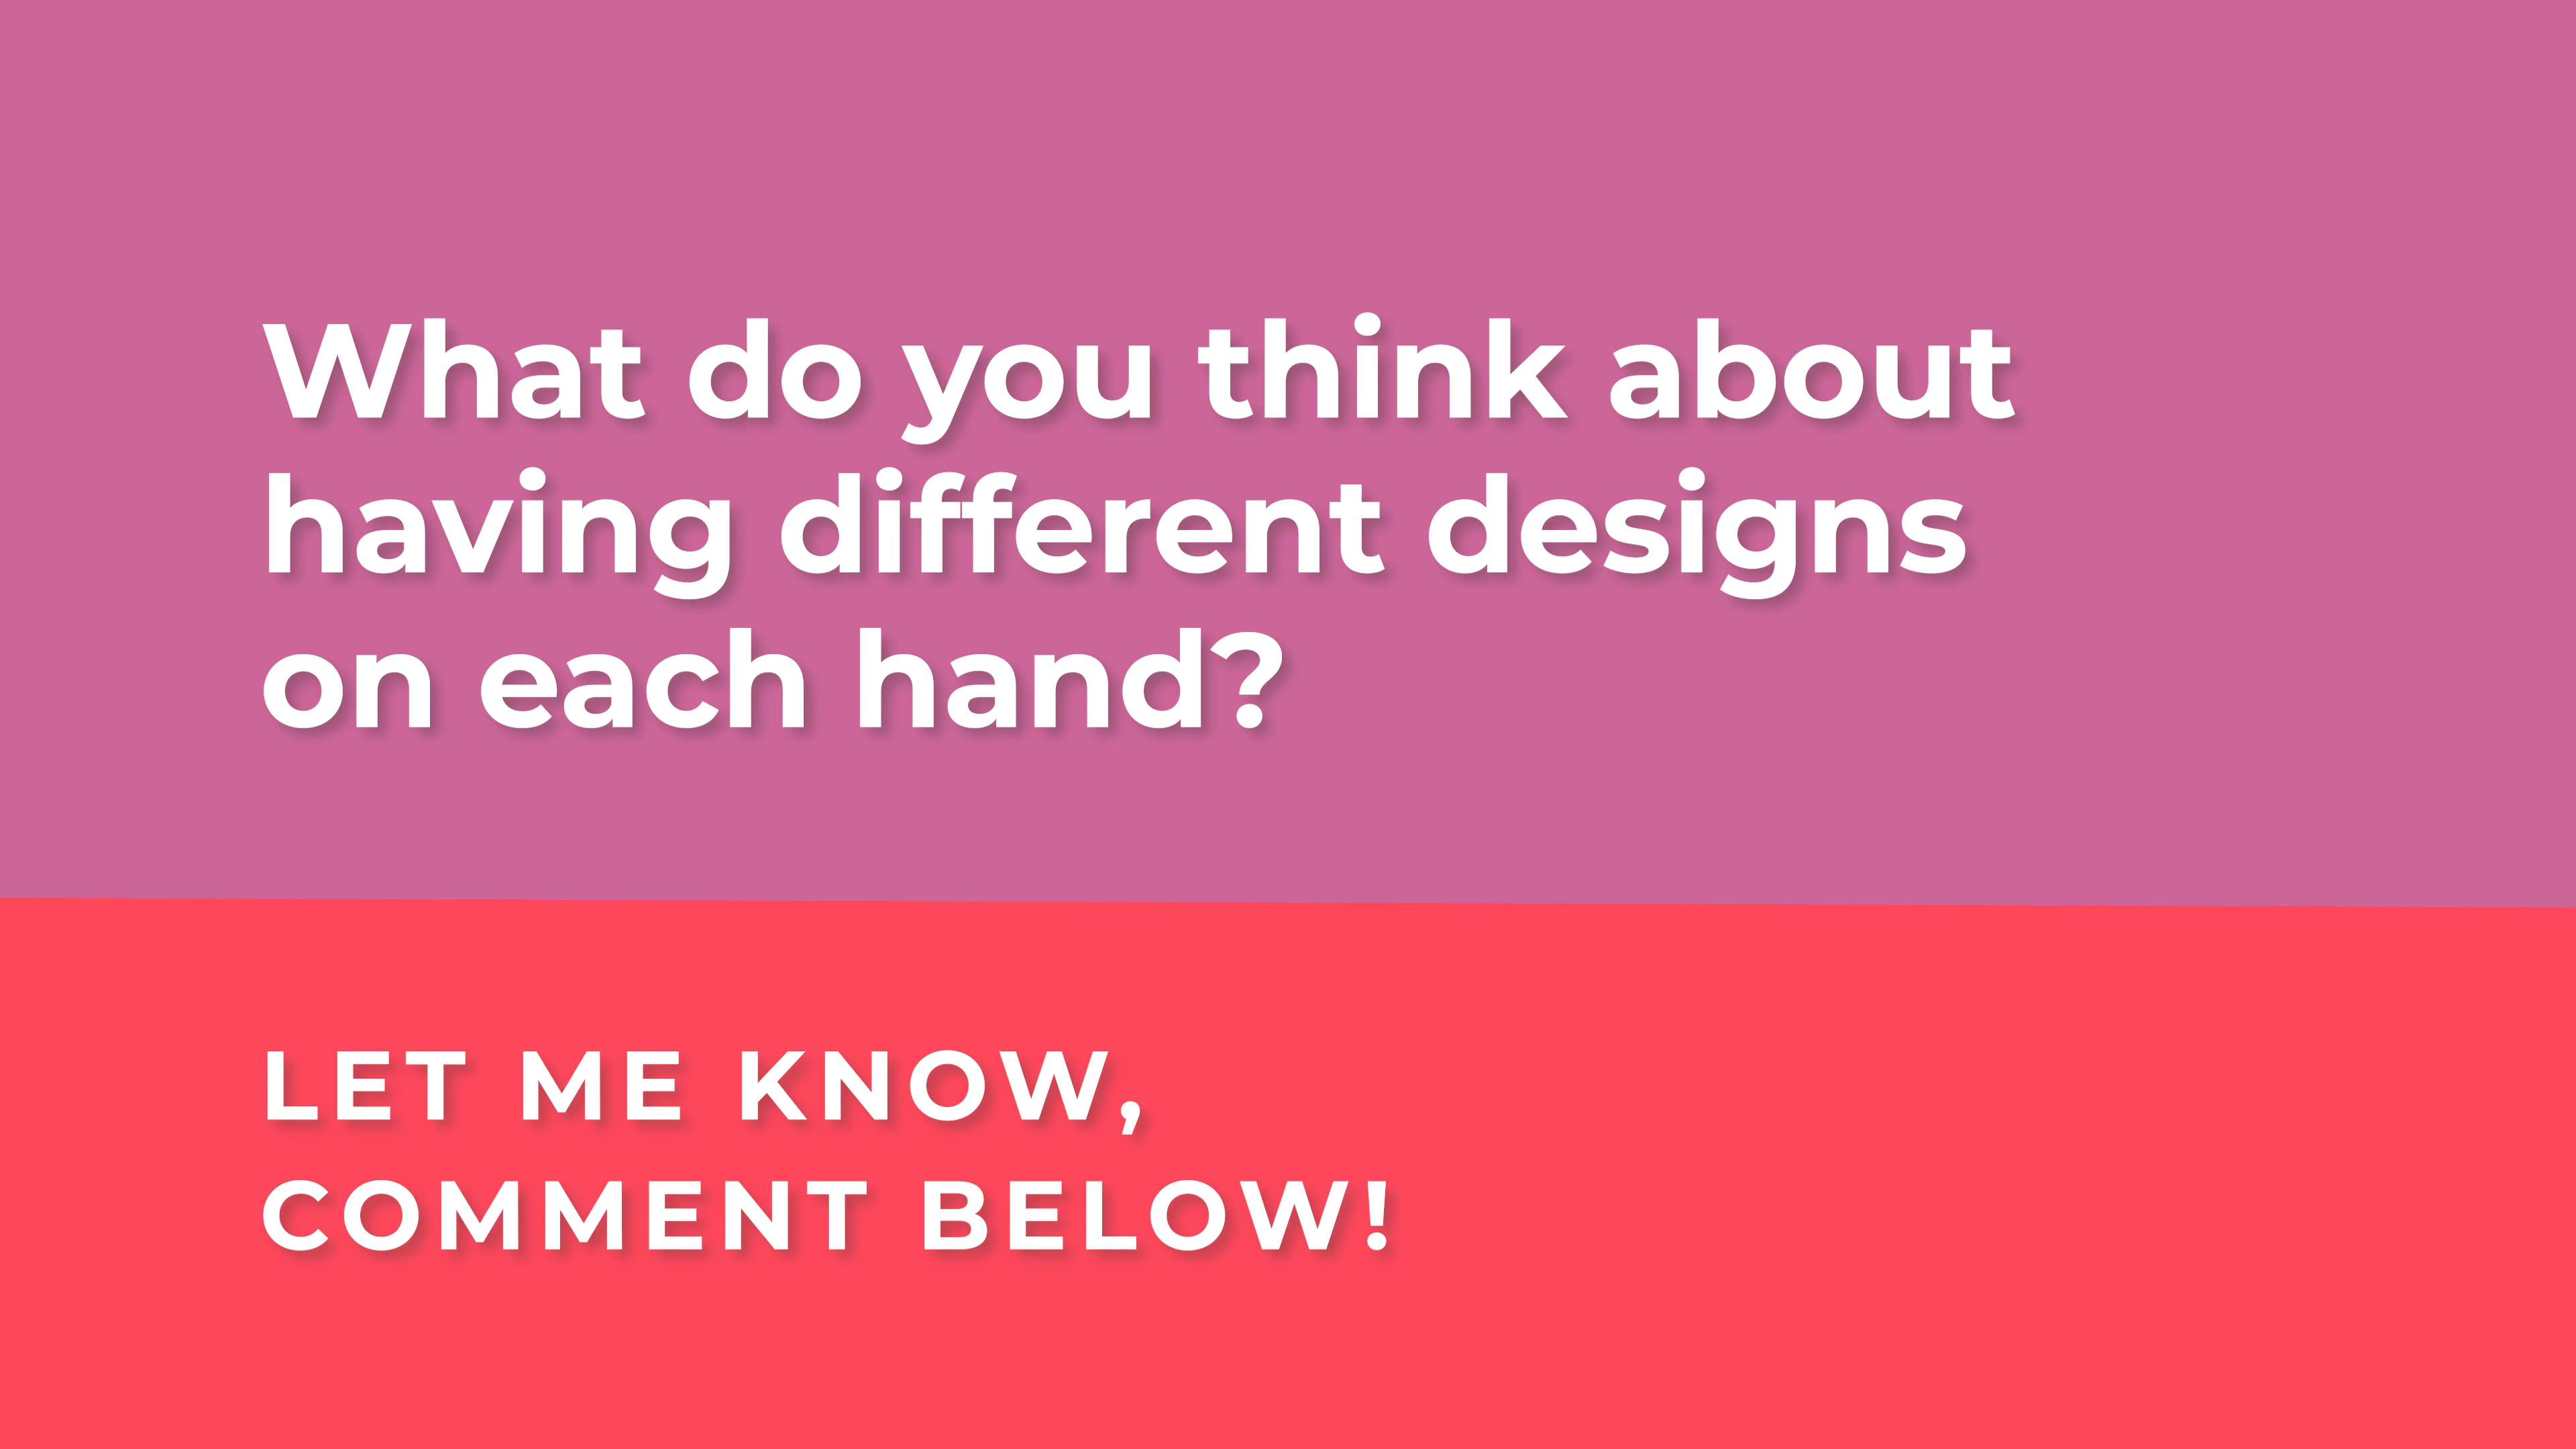 What do you think about
having different designs
on each hand?
LET ME KNOW,
COMMENT BELOW!